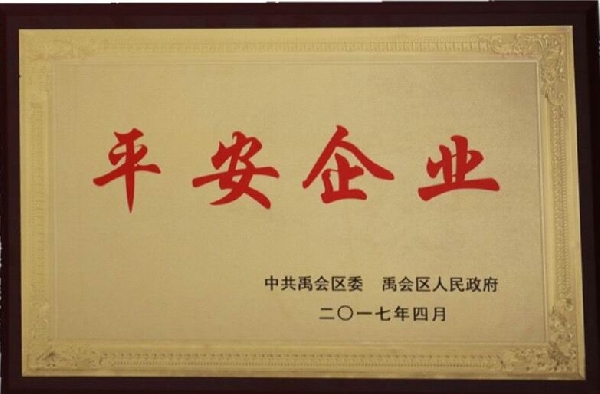 平安企业
中共禹会区委 禹会区人民政府
二〇一七年四月